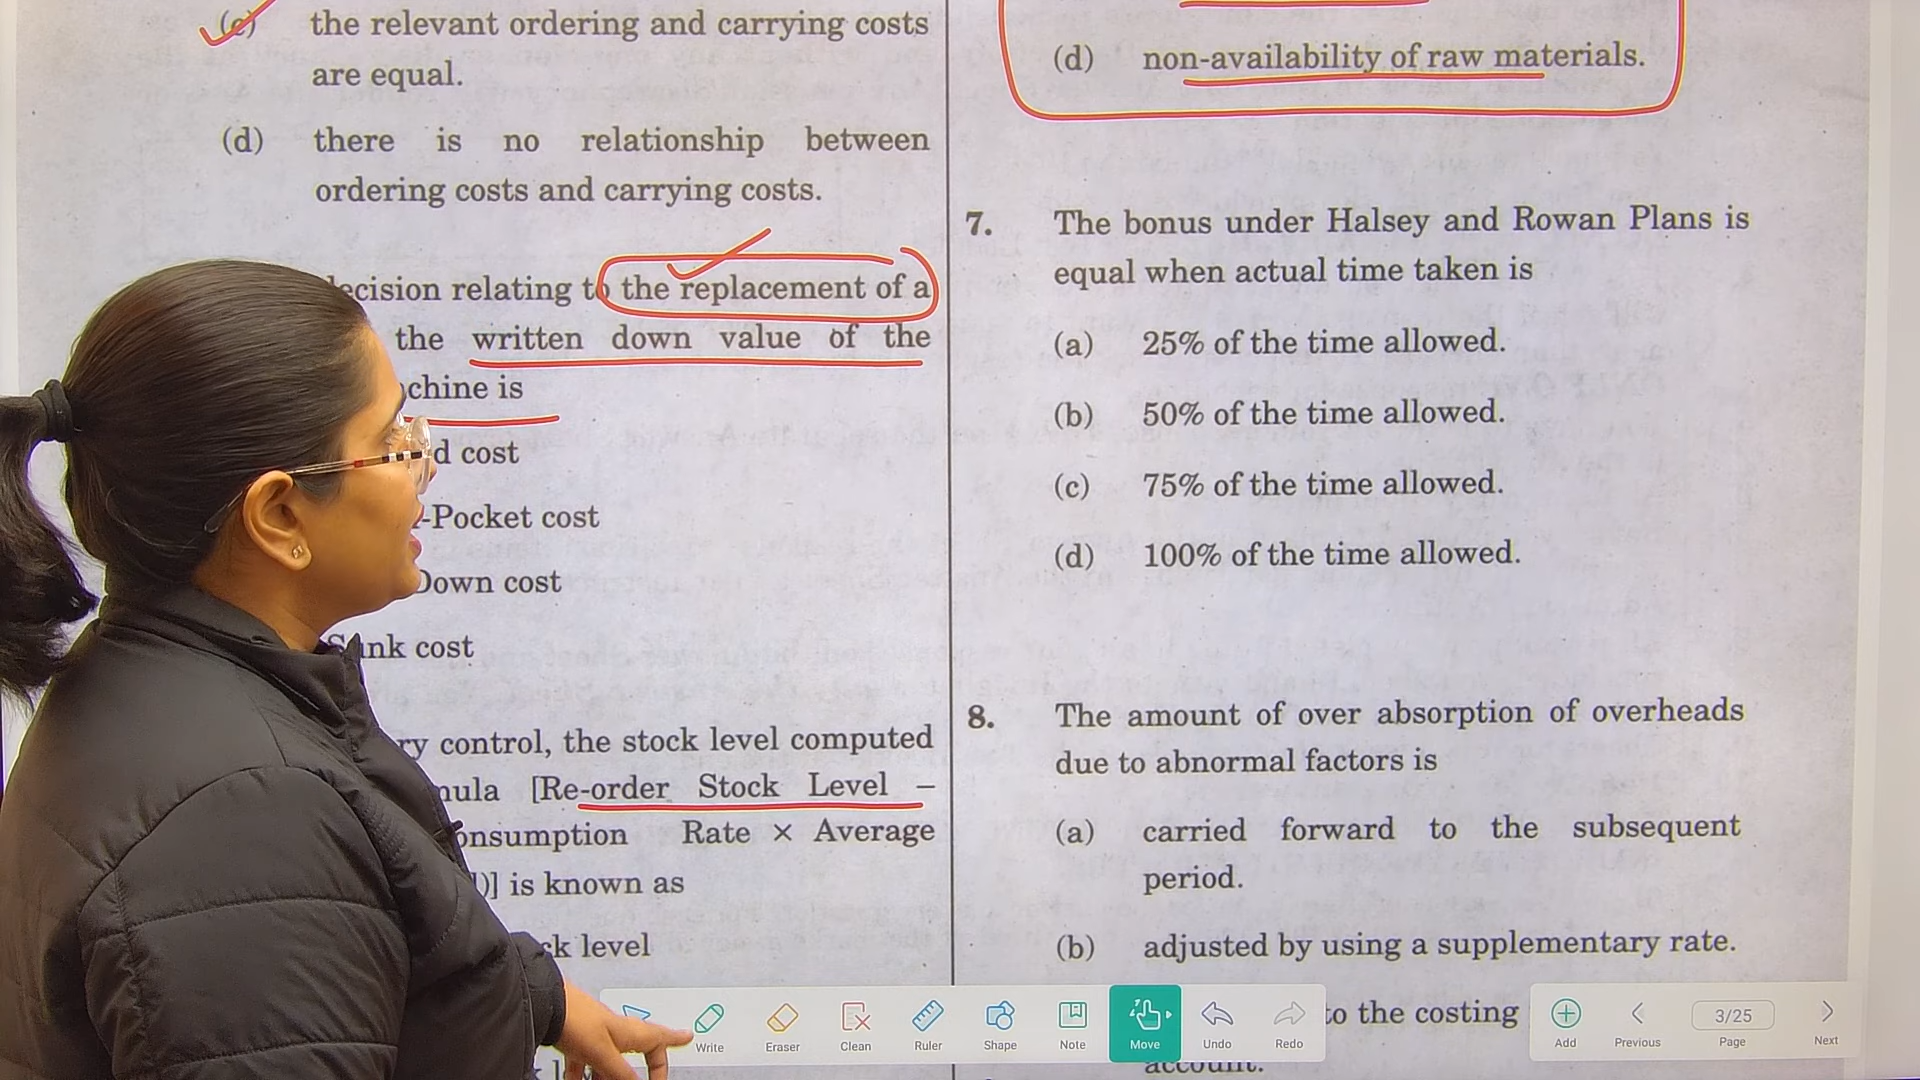 (c) the relevant ordering and carrying costs
are equal.
(d) there is no relationship between
ordering costs and carrying costs.
decision relating to the replacement of a
the written down value of the
machine is
cost
-Pocket cost
Down cost
Sunk cost
control, the stock level computed
[Re-order Stock Level –
Rate × Average
is known as
level
(d) non-availability of raw materials.
7. The bonus under Halsey and Rowan Plans is
equal when actual time taken is
(a) 25% of the time allowed.
(b) 50% of the time allowed.
(c) 75% of the time allowed.
(d) 100% of the time allowed.
8. The amount of over absorption of overheads
due to abnormal factors is
(a) carried forward to the subsequent
period.
(b) adjusted by using a supplementary rate.
to the costing
account.
Write Eraser Clean Ruler Shape Note Move Undo Redo
Add Previous 3/25 Page Next